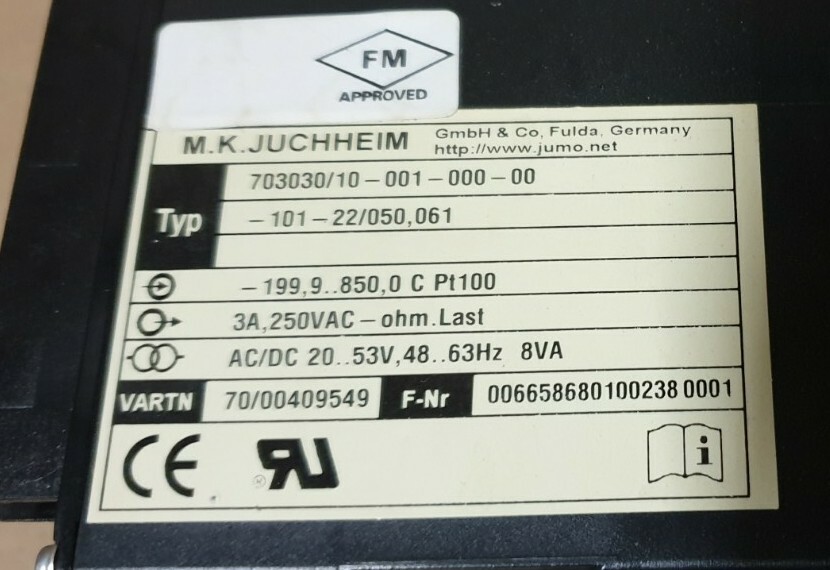 FM
APPROVED
M.K.JUCHHEIM GmbH & Co, Fulda, Germany
http://www.jumo.net
Typ
703030/10-001-000-00
-101-22/050,061
-199,9..850,0 C Pt100
3A,250VAC-ohm.Last
AC/DC 20..53V,48..63Hz 8VA
VARTN 70/00409549 F-Nr 0066586801002380001
CE RU
i